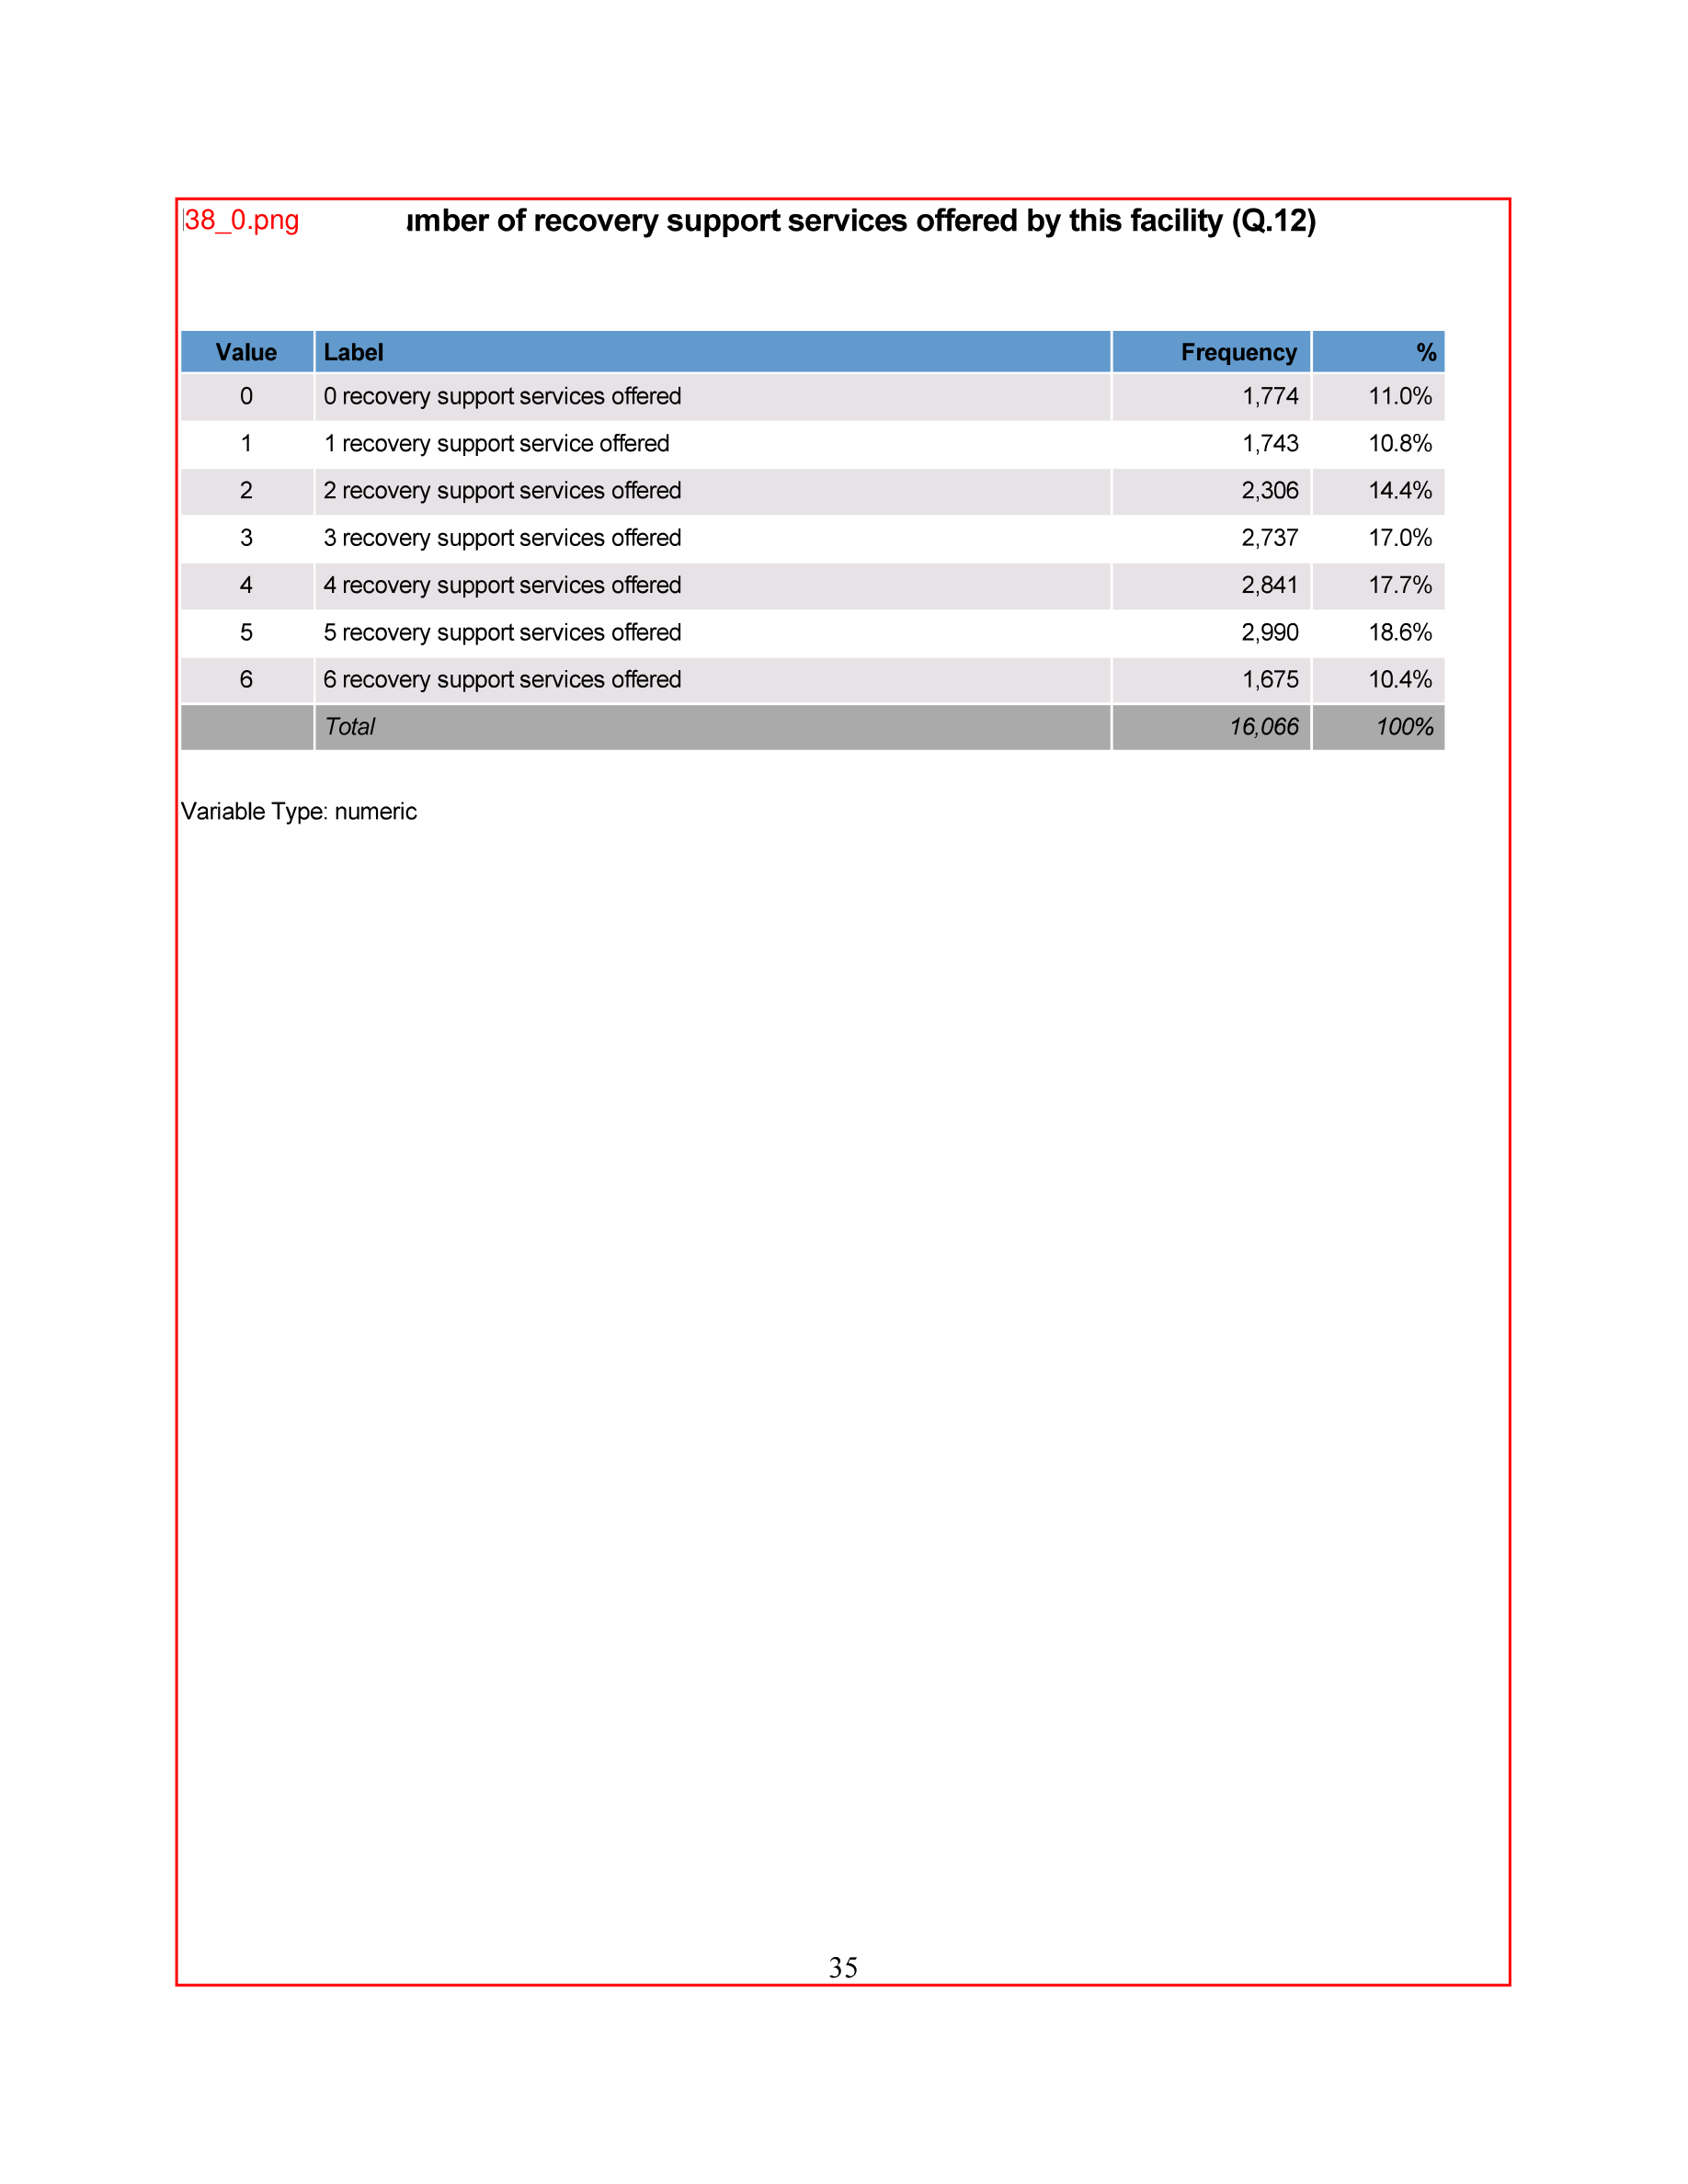 38_0.png
mber of recovery support services offered by this facility (Q.12)
Value Label Frequency %
0 0 recovery support services offered 1,774 11.0%
1 1 recovery support service offered 1,743 10.8%
2 2 recovery support services offered 2,306 14.4%
3 3 recovery support services offered 2,737 17.0%
4 4 recovery support services offered 2,841 17.7%
5 5 recovery support services offered 2,990 18.6%
6 6 recovery support services offered 1,675 10.4%
Total 16,066 100%
Variable Type: numeric
35